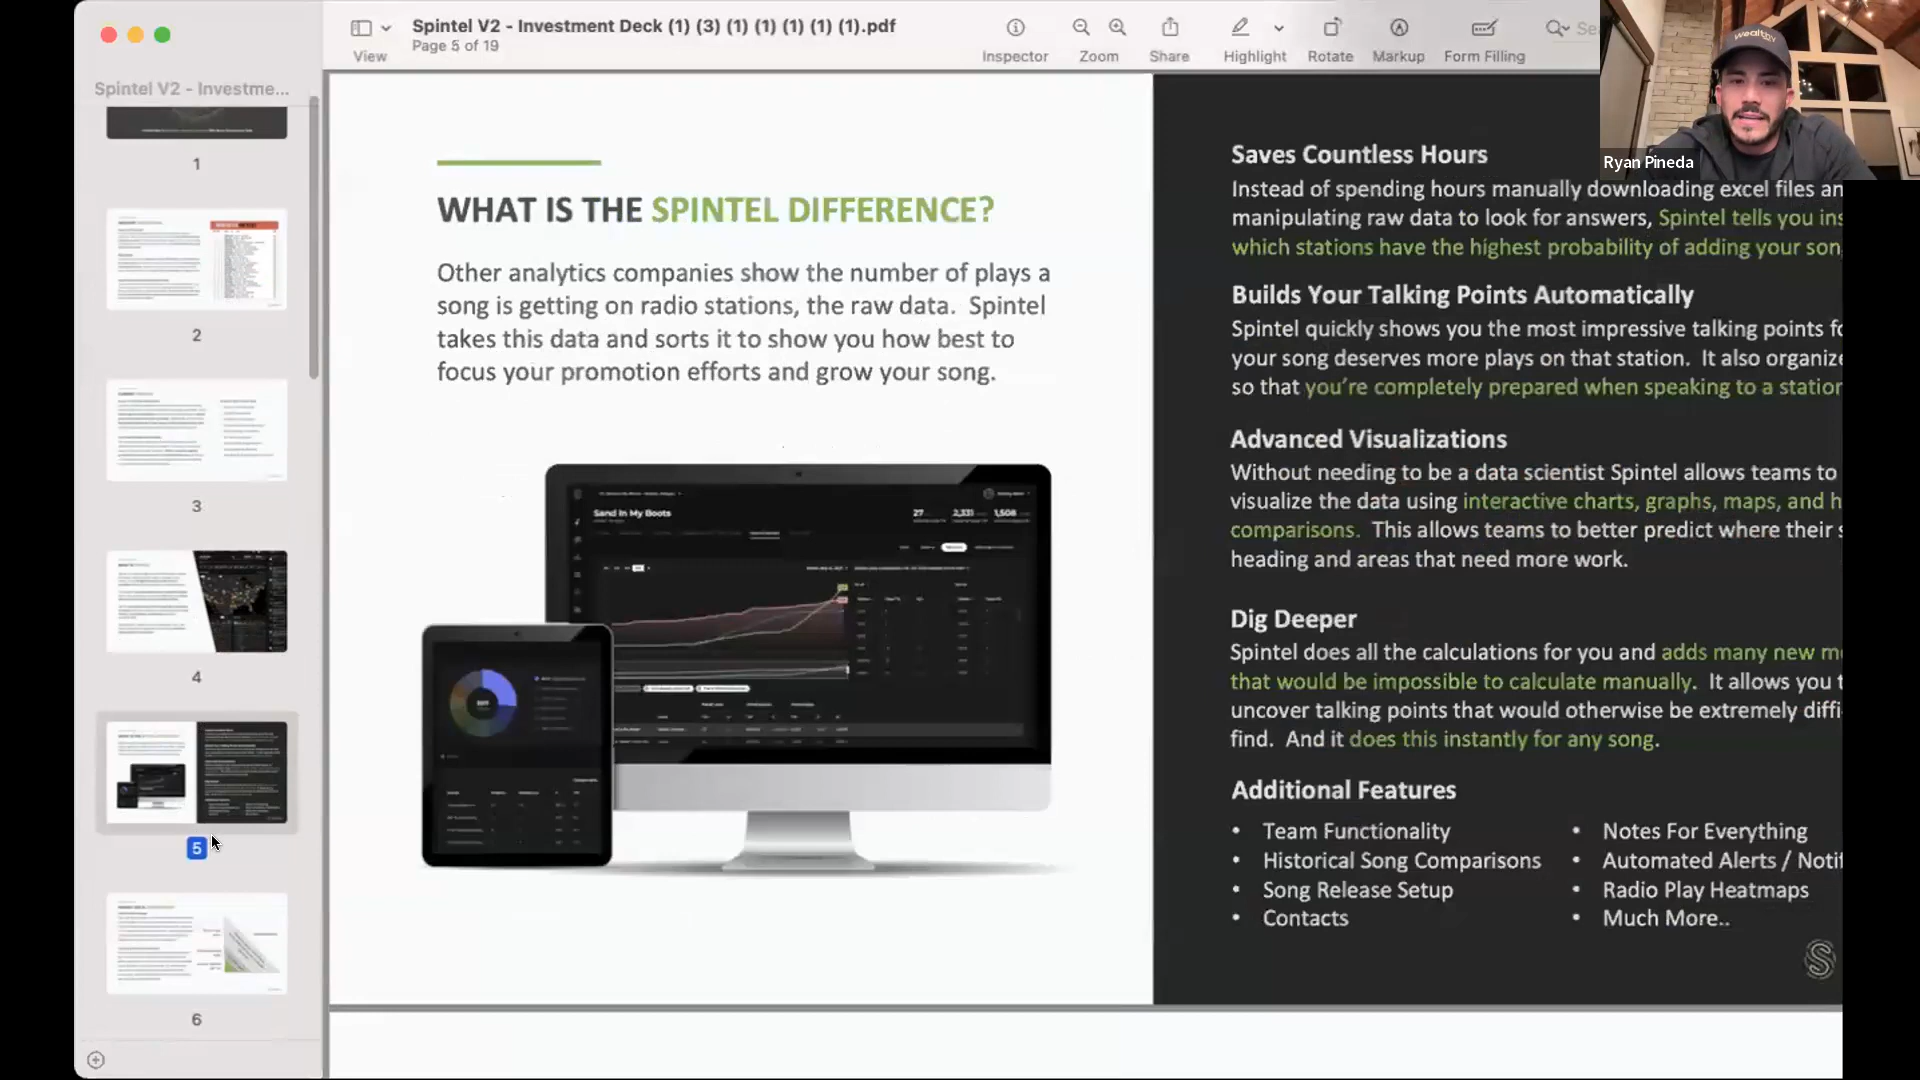 Spintel V2 - Investment Deck (1) (3) (1) (1) (1) (1) (1).pdf
Page 5 of 19
View
Inspector
Zoom
Share
Highlight
Rotate
Markup
Form Filling
Se
wealthy
Ryan Pineda
Spintel V2 - Investme...
1
2
3
4
5
6
WHAT IS THE SPINTEL DIFFERENCE?
Other analytics companies show the number of plays a
song is getting on radio stations, the raw data. Spintel
takes this data and sorts it to show you how best to
focus your promotion efforts and grow your song.
Sand In My Boots
27
2,331
1,508
Saves Countless Hours
Instead of spending hours manually downloading excel files an
manipulating raw data to look for answers, Spintel tells you ins
which stations have the highest probability of adding your son
Builds Your Talking Points Automatically
Spintel quickly shows you the most impressive talking points fo
your song deserves more plays on that station. It also organize
so that you're completely prepared when speaking to a station
Advanced Visualizations
Without needing to be a data scientist Spintel allows teams to
visualize the data using interactive charts, graphs, maps, and h
comparisons. This allows teams to better predict where their s
heading and areas that need more work.
Dig Deeper
Spintel does all the calculations for you and adds many new me
that would be impossible to calculate manually. It allows you t
uncover talking points that would otherwise be extremely diffi
find. And it does this instantly for any song.
Additional Features
• Team Functionality
• Historical Song Comparisons
• Song Release Setup
• Contacts
• Notes For Everything
• Automated Alerts / Notif
• Radio Play Heatmaps
• Much More..